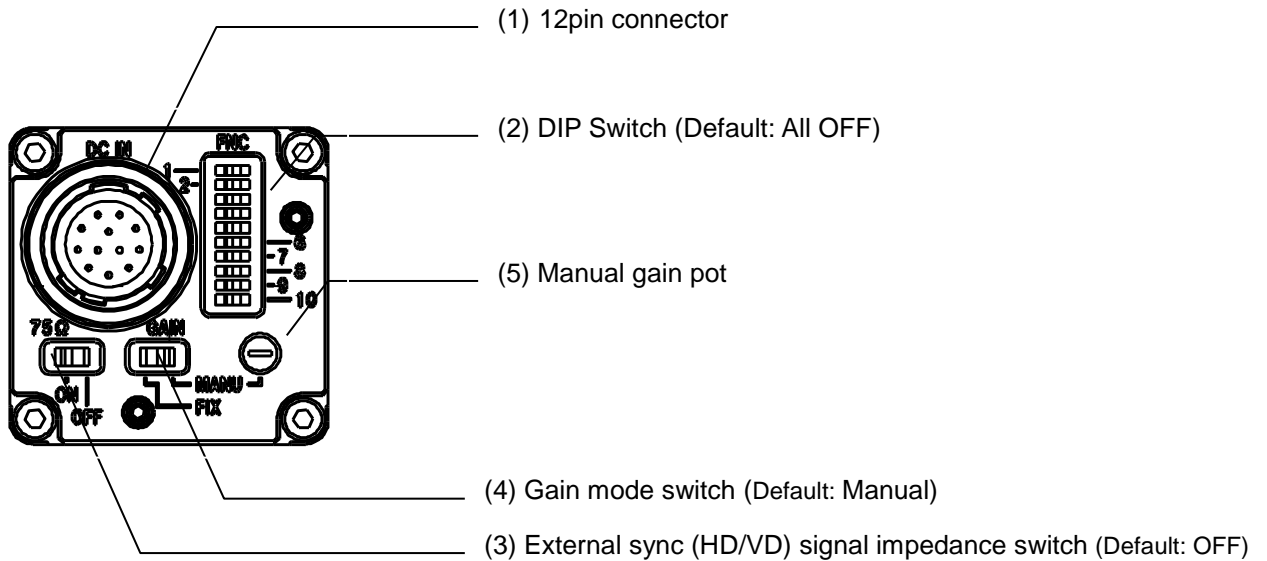 (1) 12pin connector
(2) DIP Switch (Default: All OFF)
DC IN
FNC
1
2
6
7
8
9
10
(5) Manual gain pot
75Ω
GAIN
MANU
ON
FIX
OFF
(4) Gain mode switch (Default: Manual)
(3) External sync (HD/VD) signal impedance switch (Default: OFF)